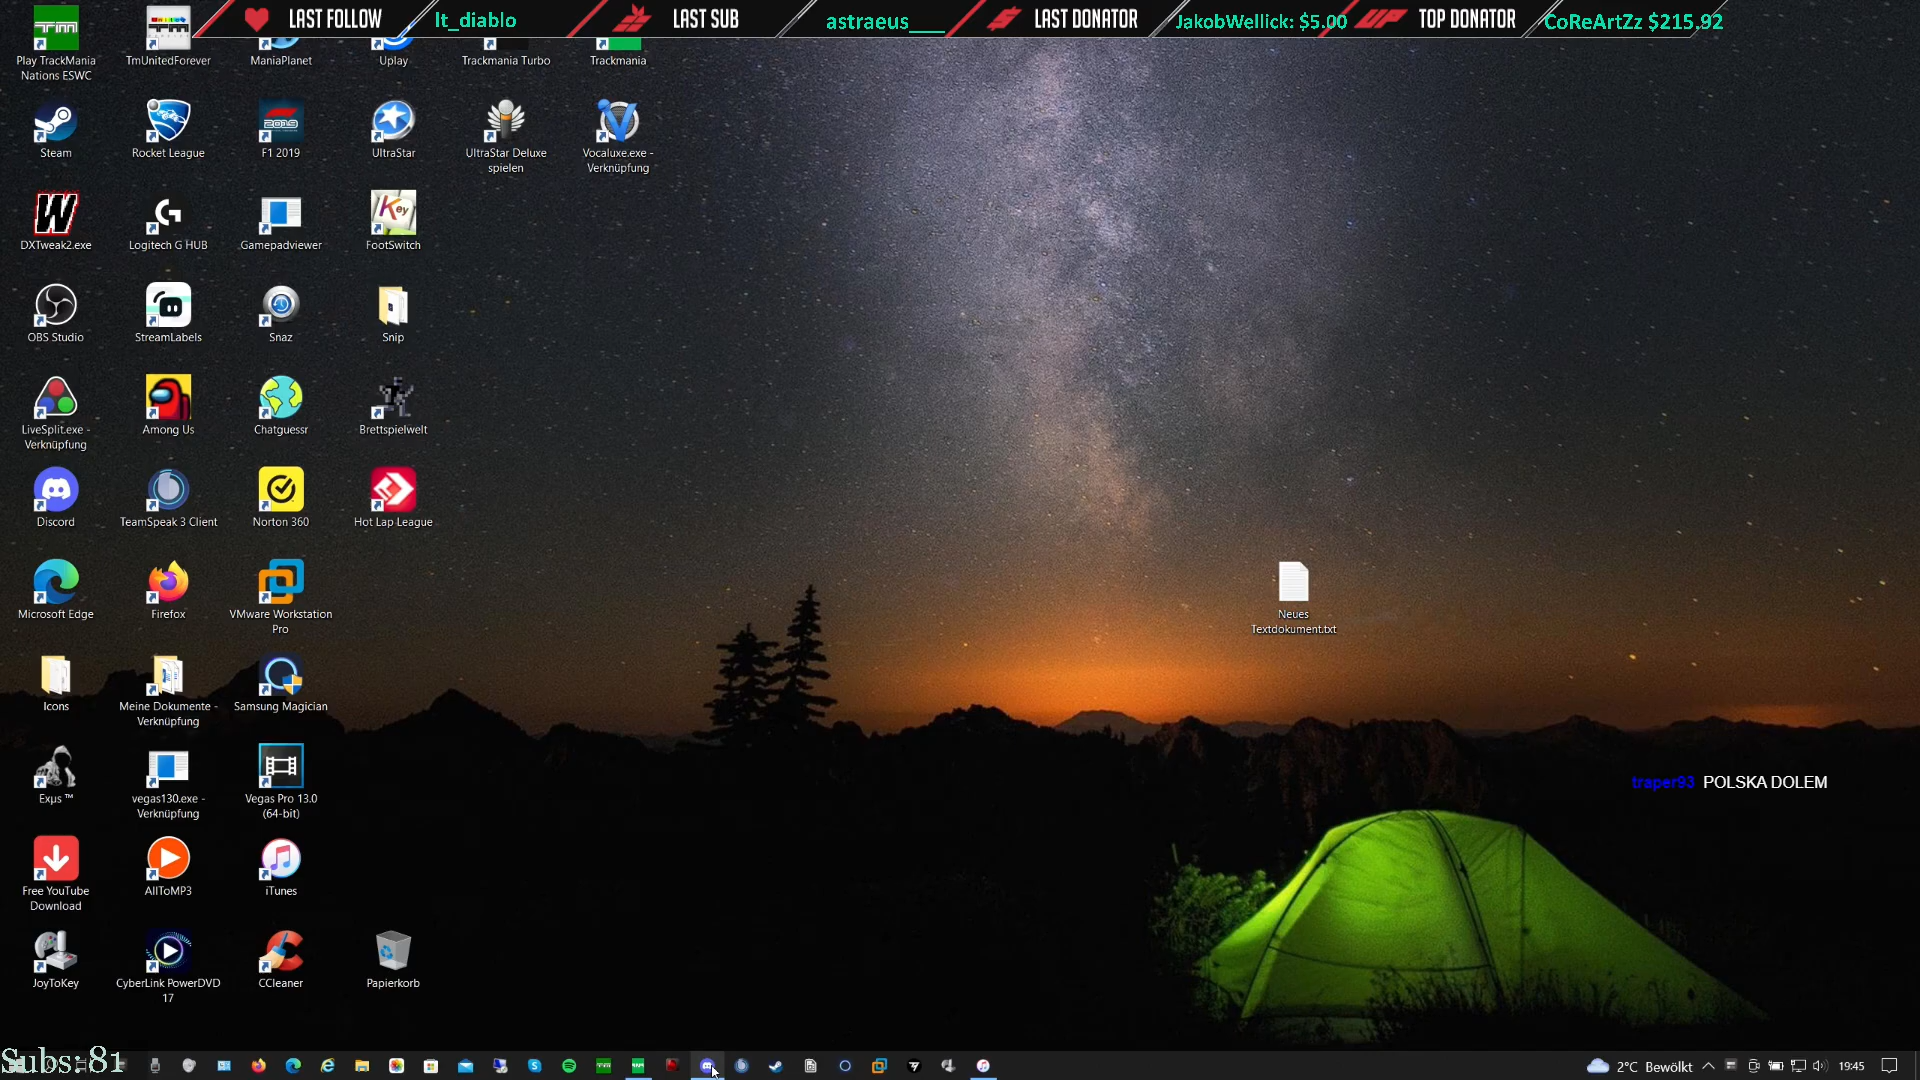 LAST FOLLOW lt_diablo LAST SUB astraeus___ LAST DONATOR JakobWellick: $5.00 TOP DONATOR CoReArtZz $215.92
Play TrackMania
Nations ESWC
TmUnitedForever
ManiaPlanet
Uplay
Trackmania Turbo
Trackmania
Steam
Rocket League
F1 2019
UltraStar
UltraStar Deluxe
spielen
Vocaluxe.exe -
Verknüpfung
DXTweak2.exe
Logitech G HUB
Gamepadviewer
FootSwitch
OBS Studio
StreamLabels
Snaz
Snip
LiveSplit.exe -
Verknüpfung
Among Us
Chatguessr
Brettspielwelt
Discord
TeamSpeak 3 Client
Norton 360
Hot Lap League
Microsoft Edge
Firefox
VMware Workstation
Pro
Neues
Textdokument.txt
Icons
Meine Dokumente -
Verknüpfung
Samsung Magician
Exµs ™
vegas130.exe -
Verknüpfung
Vegas Pro 13.0
(64-bit)
traper93 POLSKA DOLEM
Free YouTube
Download
AllToMP3
iTunes
JoyToKey
CyberLink PowerDVD
17
CCleaner
Papierkorb
Subs:81
2°C Bewölkt
19:45